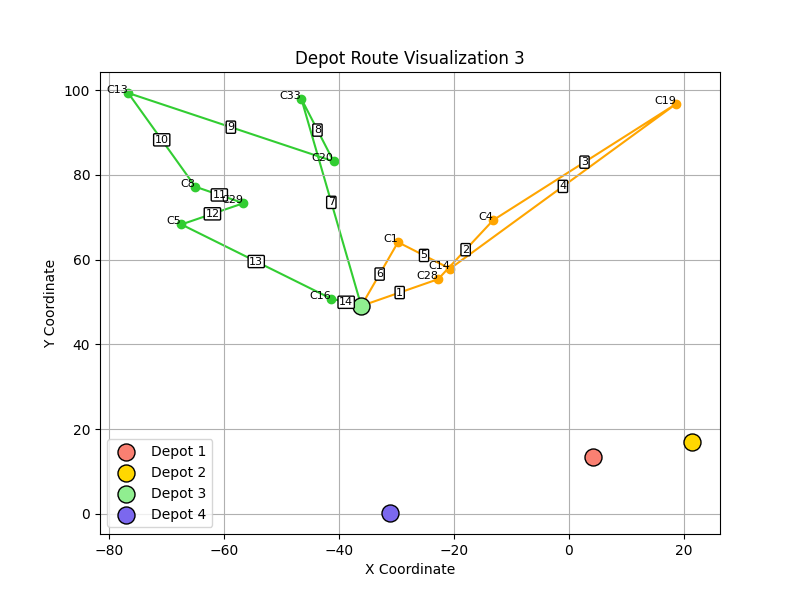 Depot Route Visualization 3
Y Coordinate
100
80
60
40
20
0
C13
C33
C19
9
8
10
C20
3
C8
11
C29
4
7
12
C5
C4
C1
2
5
13
C14
6
C28
C16
14
1
Depot 1
Depot 2
Depot 3
Depot 4
−80
−60
−40
−20
0
20
X Coordinate